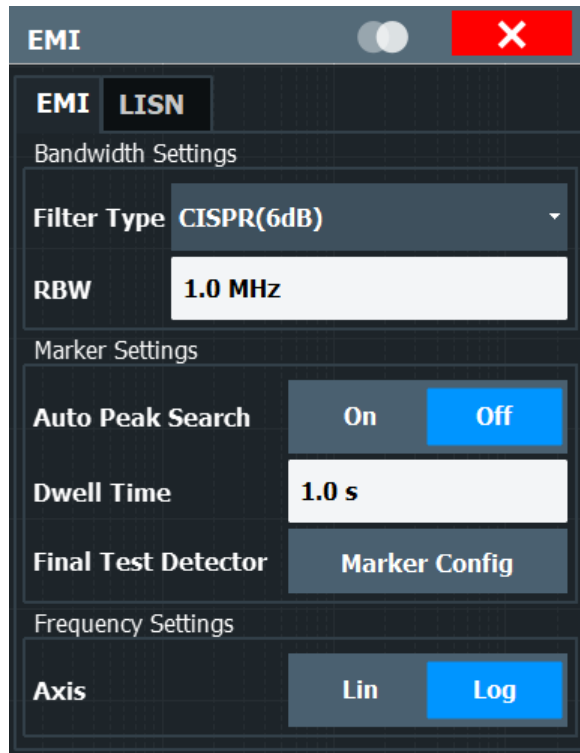 EMI
EMI LISN
Bandwidth Settings
Filter Type CISPR(6dB)
RBW 1.0 MHz
Marker Settings
Auto Peak Search On Off
Dwell Time 1.0 s
Final Test Detector Marker Config
Frequency Settings
Axis Lin Log